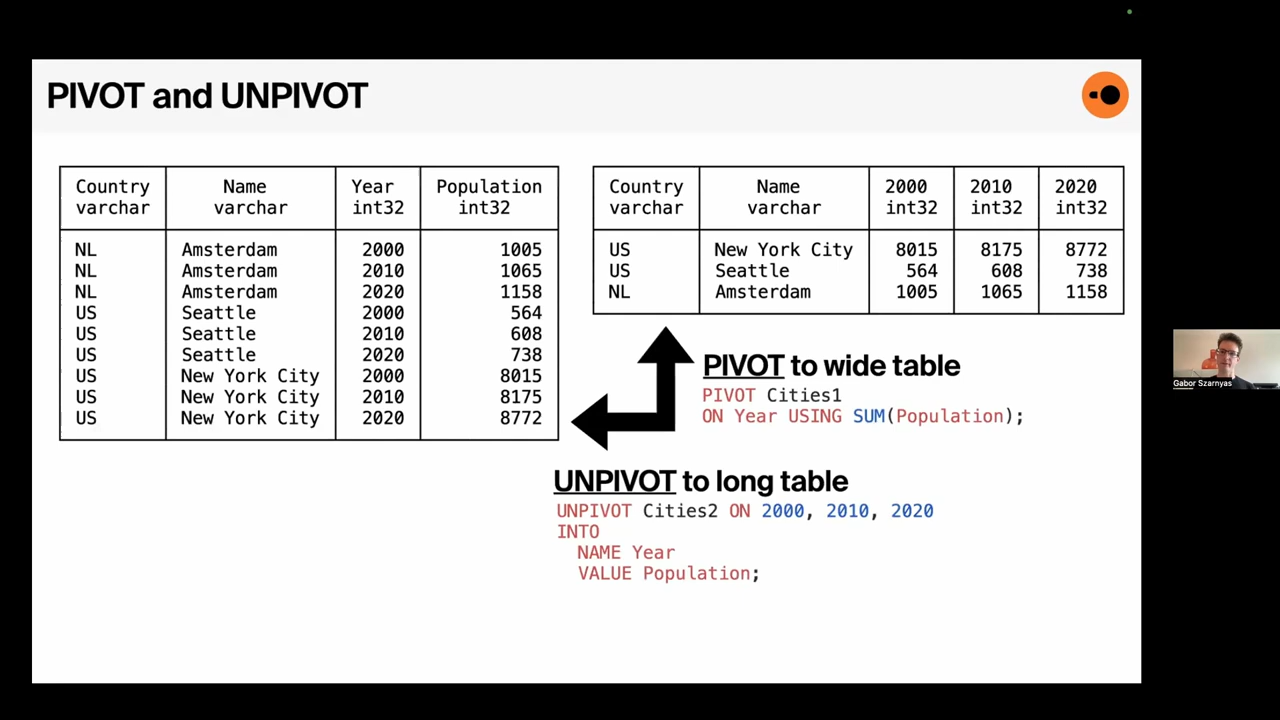 PIVOT and UNPIVOT
Country Name Year Population
varchar varchar int32 int32
NL Amsterdam 2000 1005
NL Amsterdam 2010 1065
NL Amsterdam 2020 1158
US Seattle 2000 564
US Seattle 2010 608
US Seattle 2020 738
US New York City 2000 8015
US New York City 2010 8175
US New York City 2020 8772
Country Name 2000 2010 2020
varchar varchar int32 int32 int32
US New York City 8015 8175 8772
US Seattle 564 608 738
NL Amsterdam 1005 1065 1158
PIVOT to wide table
PIVOT Cities1
ON Year USING SUM(Population);
UNPIVOT to long table
UNPIVOT Cities2 ON 2000, 2010, 2020
INTO
NAME Year
VALUE Population;
Gabor Szarnyas